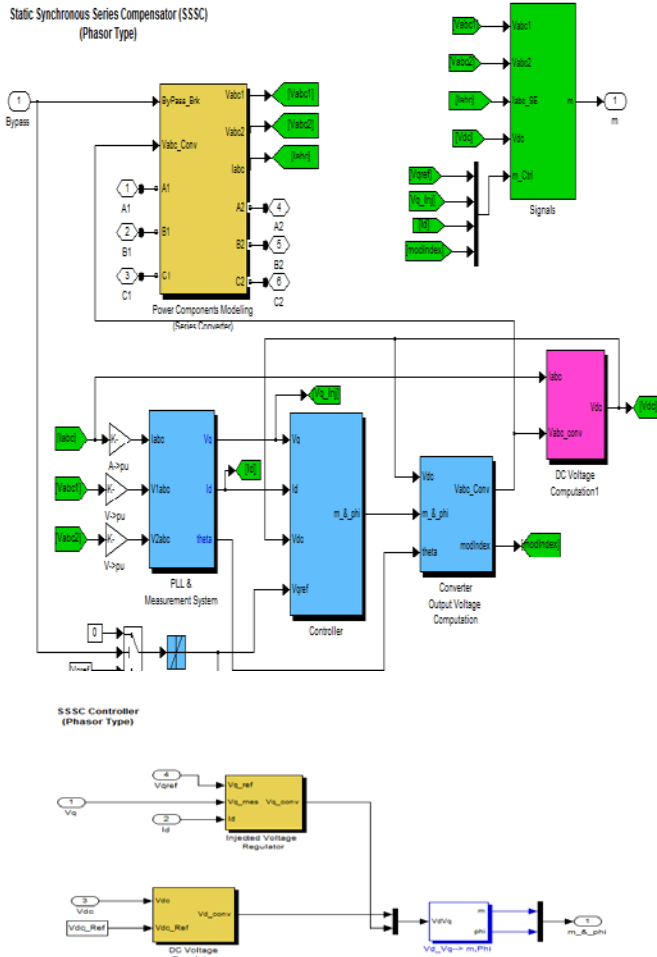 Static Synchronous Series Compensator (SSSC)
(Phasor Type)
1
Bypass
ByPass_Brk
Vabc_Conv
A1
B1
C1
Vabc1
Vabc2
Iabc
A2
B2
C2
[Vabc1]
[Vabc2]
1
A1
2
B1
3
C1
4
A2
5
B2
6
C2
Power Components Modeling
(Series Converter)
[Vabc2]
[Vdc]
[Vqref]
[Id]
[modIndex]
Vabc1
Vabc2
Iabc_SE
Vdc
m_Ctrl
m
1
m
Signals
[Iabc]
[Vabc1]
[Vabc2]
K-
A->pu
K-
V->pu
K-
V->pu
Iabc
V1abc
V2abc
Vq
Id
theta
PLL &
Measurement System
[Vq_Inj]
[Id]
Vq
Id
Vdc
Vqref
m_&_phi
Controller
Vdc
m_&_phi
theta
Vabc_Conv
modIndex
Converter
Output Voltage
Computation
[modIndex]
Iabc
Vabc_conv
Vdc
DC Voltage
Computation1
[Vdc]
0
SSSC Controller
(Phasor Type)
4
Vqref
1
Vq
2
Id
Vq_ref
Vq_mes
Id
Vq_conv
Injected Voltage
Regulator
3
Vdc
Vdc_Ref
Vdc
Vdc_Ref
Vd_conv
DC Voltage
VdVq
m
phi
Vd_Vq--> m,Phi
1
m_&_phi